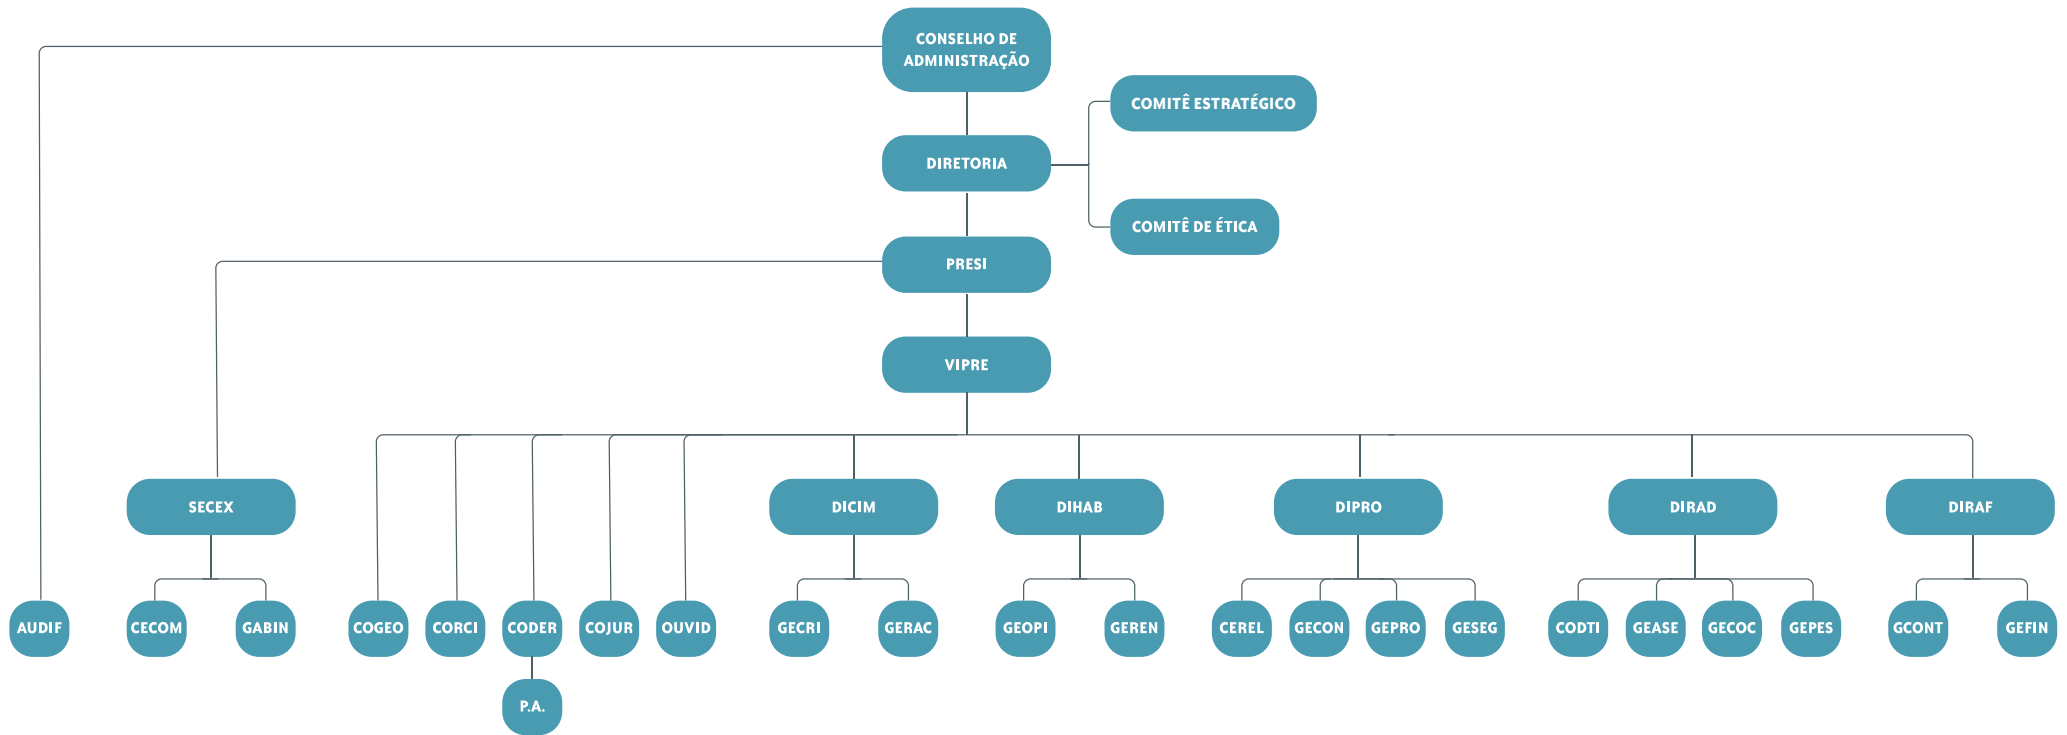 CONSELHO DE
ADMINISTRAÇÃO
COMITÊ ESTRATÉGICO
DIRETORIA
COMITÊ DE ÉTICA
PRESI
VIPRE
SECEX
DICIM
DIHAB
DIPRO
DIRAD
DIRAF
AUDIF
CECOM
GABIN
COGEO
CORCI
CODER
COJUR
OUVID
GECRI
GERAC
GEOPI
GEREN
CEREL
GECON
GEPRO
GESEG
CODTI
GEASE
GECOC
GEPES
GCONT
GEFIN
P.A.